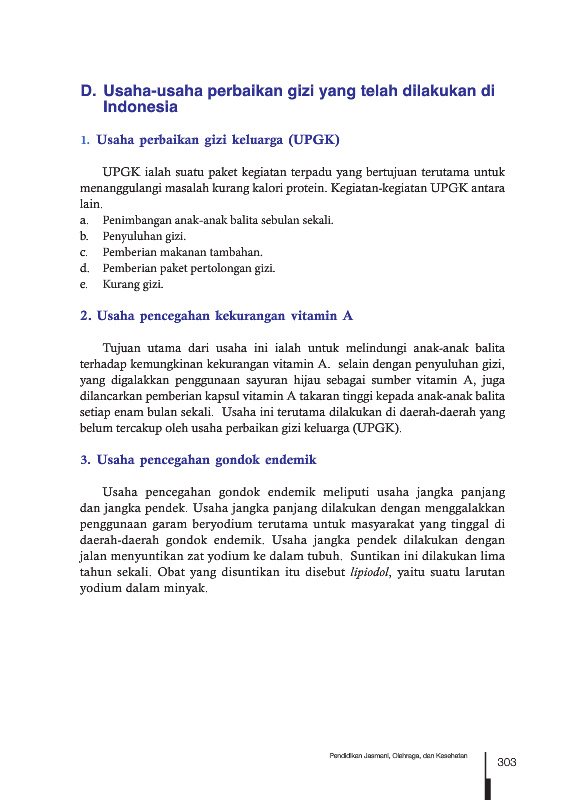 D. Usaha-usaha perbaikan gizi yang telah dilakukan di
Indonesia
1. Usaha perbaikan gizi keluarga (UPGK)
UPGK ialah suatu paket kegiatan terpadu yang bertujuan terutama untuk
menanggulangi masalah kurang kalori protein. Kegiatan-kegiatan UPGK antara
lain.
a. Penimbangan anak-anak balita sebulan sekali.
b. Penyuluhan gizi.
c. Pemberian makanan tambahan.
d. Pemberian paket pertolongan gizi.
e. Kurang gizi.
2. Usaha pencegahan kekurangan vitamin A
Tujuan utama dari usaha ini ialah untuk melindungi anak-anak balita
terhadap kemungkinan kekurangan vitamin A. selain dengan penyuluhan gizi,
yang digalakkan penggunaan sayuran hijau sebagai sumber vitamin A, juga
dilancarkan pemberian kapsul vitamin A takaran tinggi kepada anak-anak balita
setiap enam bulan sekali. Usaha ini terutama dilakukan di daerah-daerah yang
belum tercakup oleh usaha perbaikan gizi keluarga (UPGK).
3. Usaha pencegahan gondok endemik
Usaha pencegahan gondok endemik meliputi usaha jangka panjang
dan jangka pendek. Usaha jangka panjang dilakukan dengan menggalakkan
penggunaan garam beryodium terutama untuk masyarakat yang tinggal di
daerah-daerah gondok endemik. Usaha jangka pendek dilakukan dengan
jalan menyuntikan zat yodium ke dalam tubuh. Suntikan ini dilakukan lima
tahun sekali. Obat yang disuntikan itu disebut lipiodol, yaitu suatu larutan
yodium dalam minyak.
Pendidikan Jasmani, Olahraga, dan Kesehatan
303